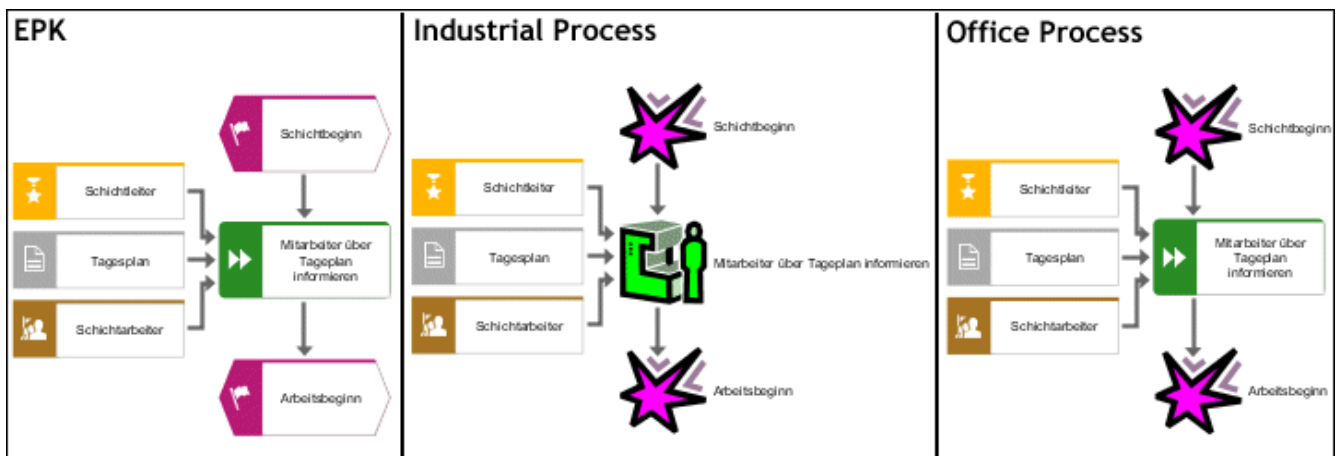 EPK
Schichtbeginn
Schichtleiter
Tagesplan
Mitarbeiter über
Tageplan
informieren
Schichtarbeiter
Arbeitsbeginn
Industrial Process
Schichtbeginn
Schichtleiter
Tagesplan
Mitarbeiter über Tageplan informieren
Schichtarbeiter
Arbeitsbeginn
Office Process
Schichtbeginn
Schichtleiter
Tagesplan
Mitarbeiter über
Tageplan
informieren
Schichtarbeiter
Arbeitsbeginn